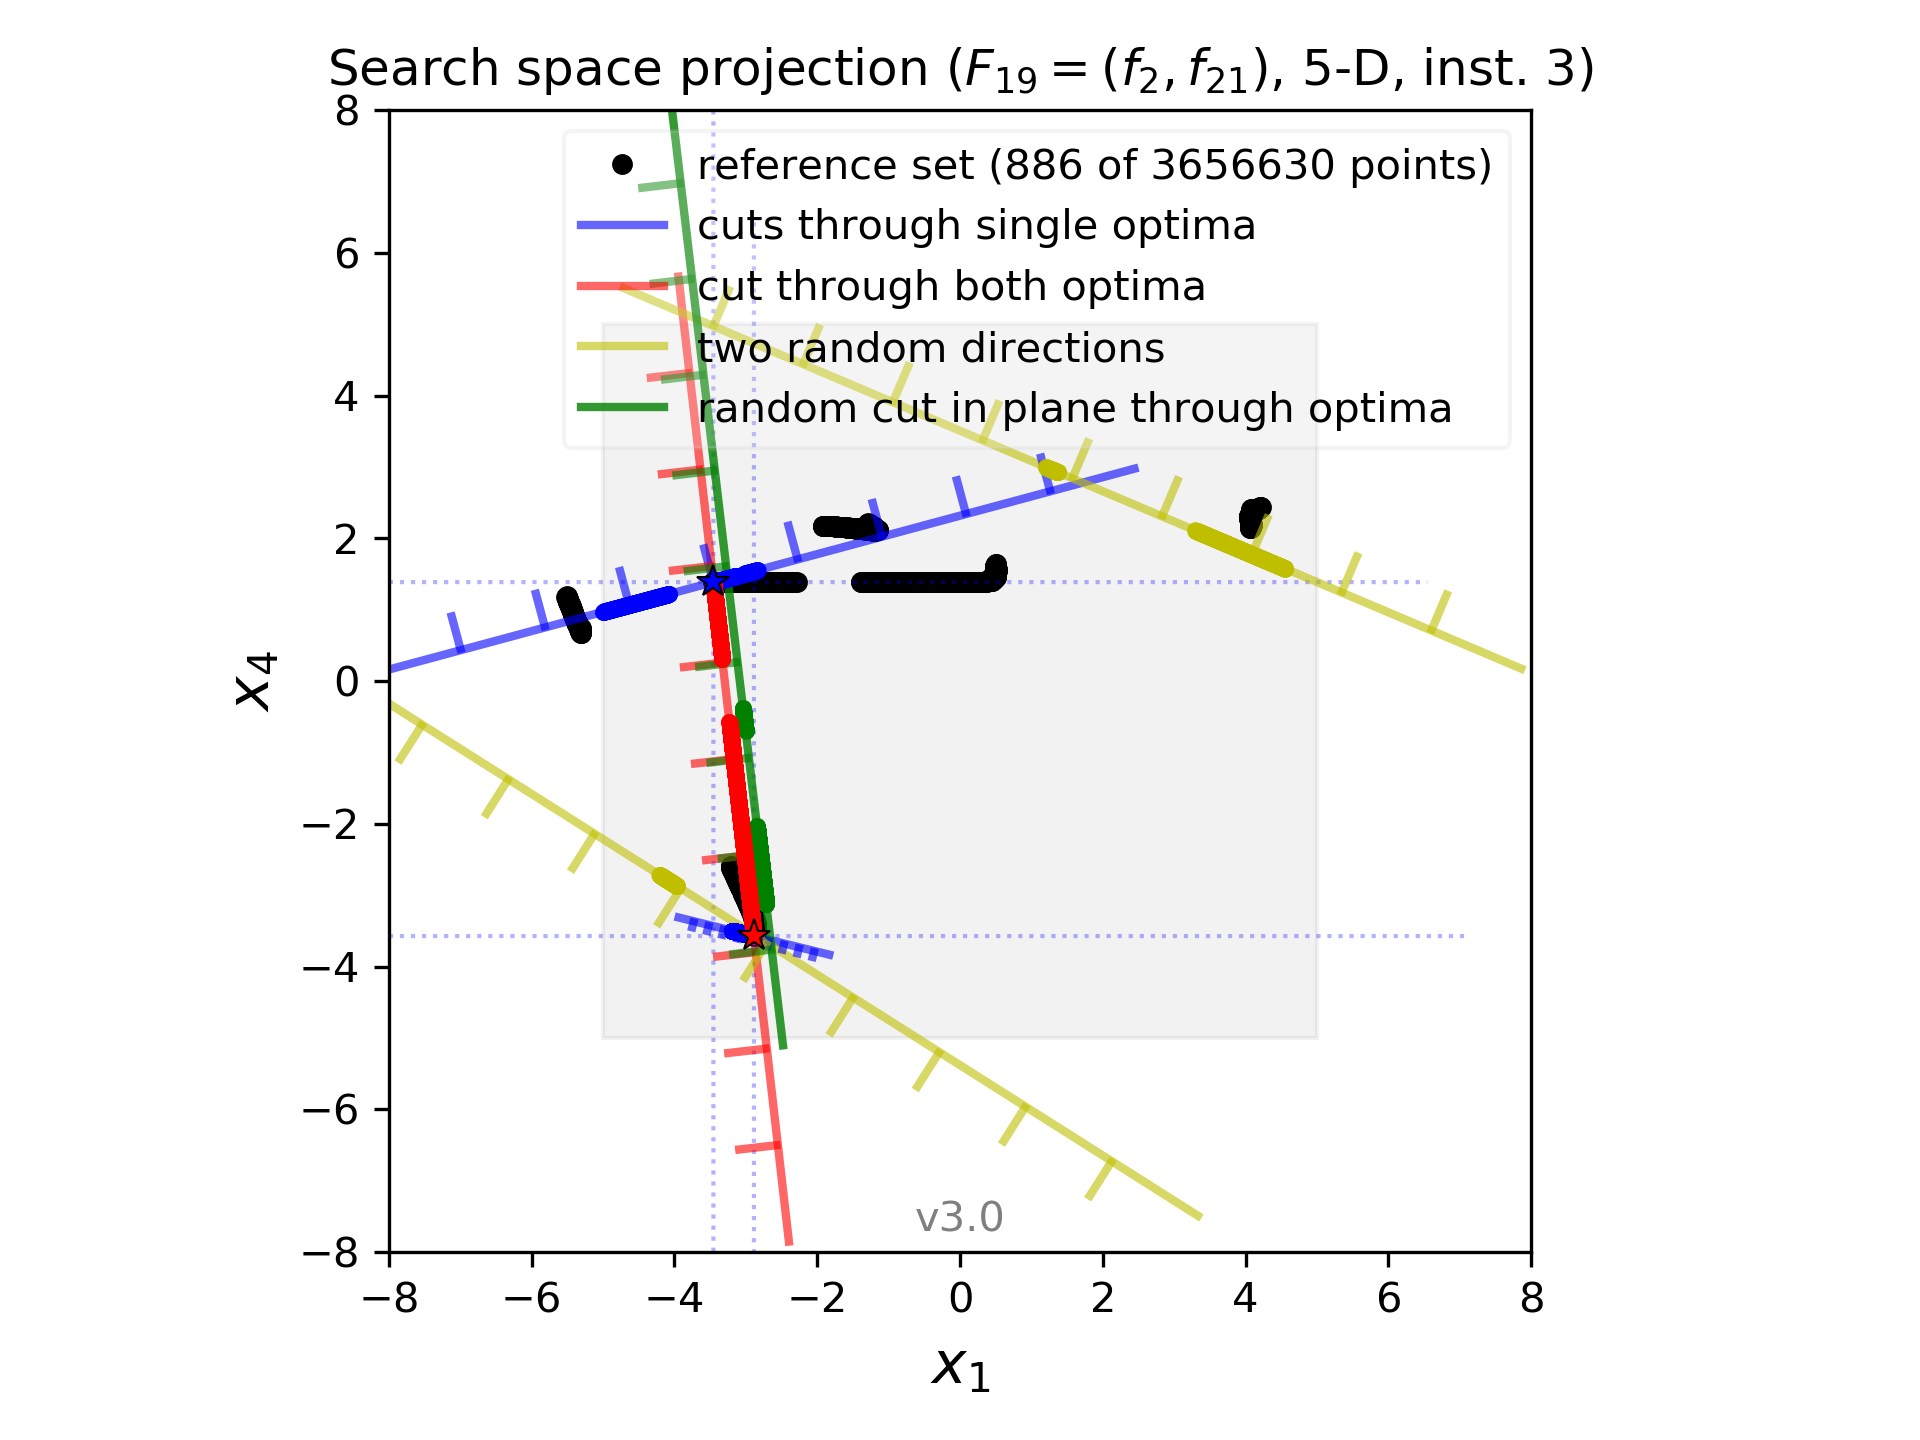 Search space projection (F₁₉ = (f₂, f₂₁), 5-D, inst. 3)
8
6
4
2
0
−2
−4
−6
−8
x₄
reference set (886 of 3656630 points)
cuts through single optima
cut through both optima
two random directions
random cut in plane through optima
v3.0
−8 −6 −4 −2 0 2 4 6 8
x₁